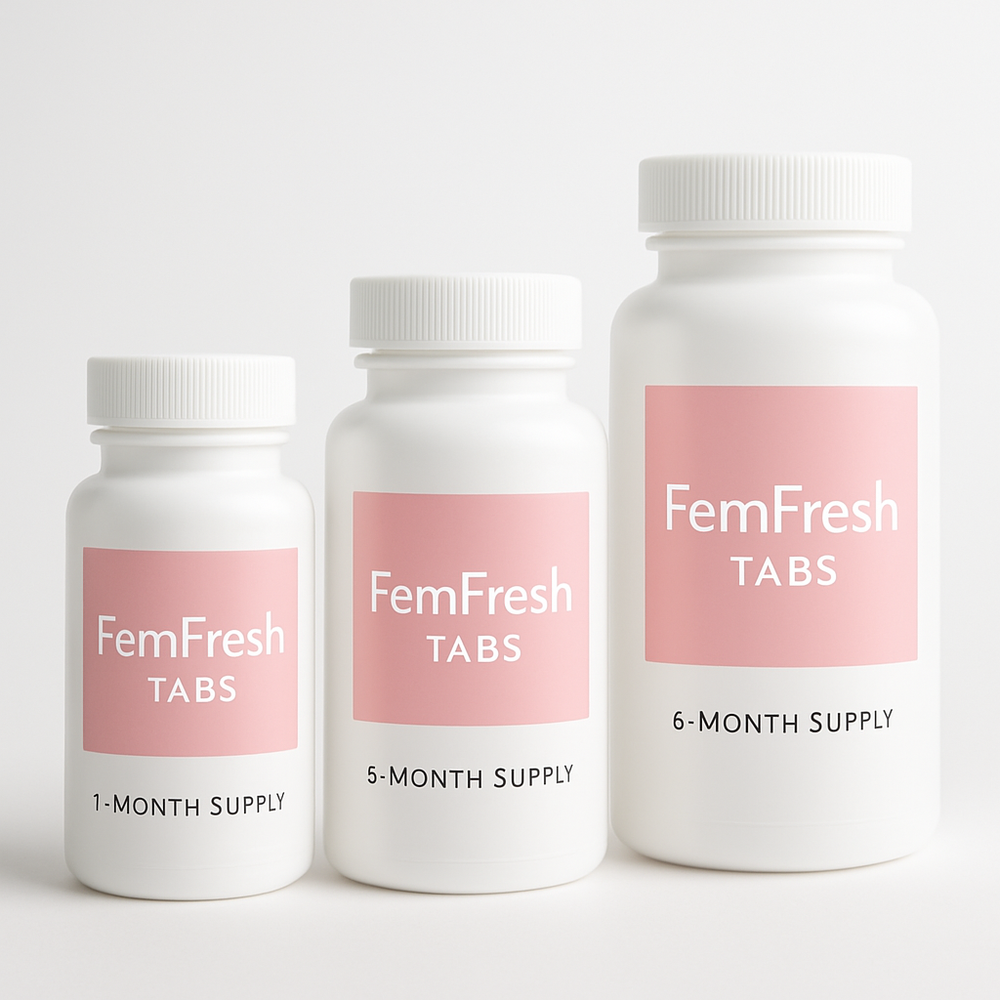 FemFresh
TABS
1-MONTH SUPPLY
FemFresh
TABS
5-MONTH SUPPLY
FemFresh
TABS
6-MONTH SUPPLY